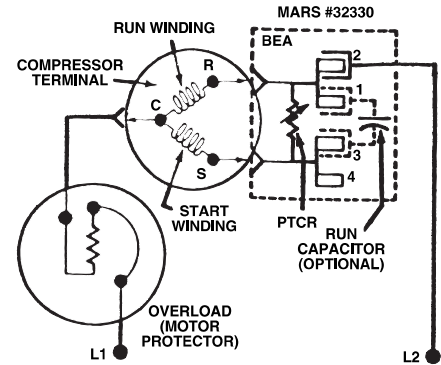 MARS #32330
RUN WINDING
BEA
COMPRESSOR
TERMINAL
R
2
1
C
3
S
4
START
WINDING
PTCR
RUN
CAPACITOR
(OPTIONAL)
OVERLOAD
(MOTOR
PROTECTOR)
L1
L2